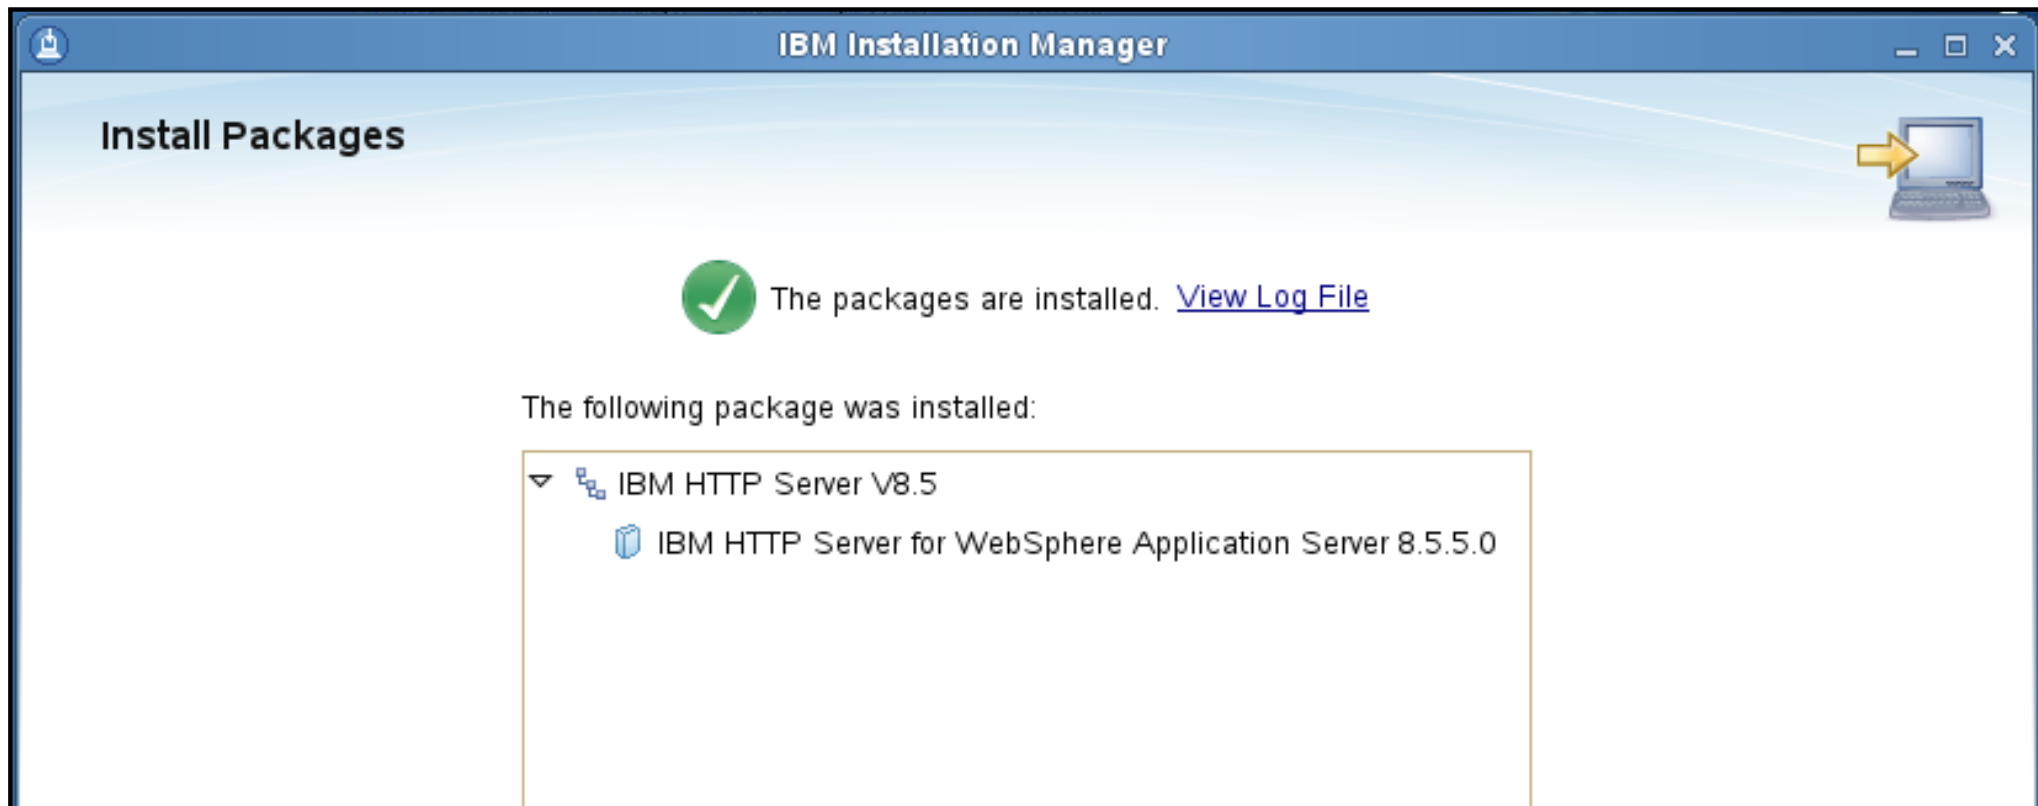 IBM Installation Manager
Install Packages
The packages are installed. View Log File
The following package was installed:
IBM HTTP Server V8.5
IBM HTTP Server for WebSphere Application Server 8.5.5.0